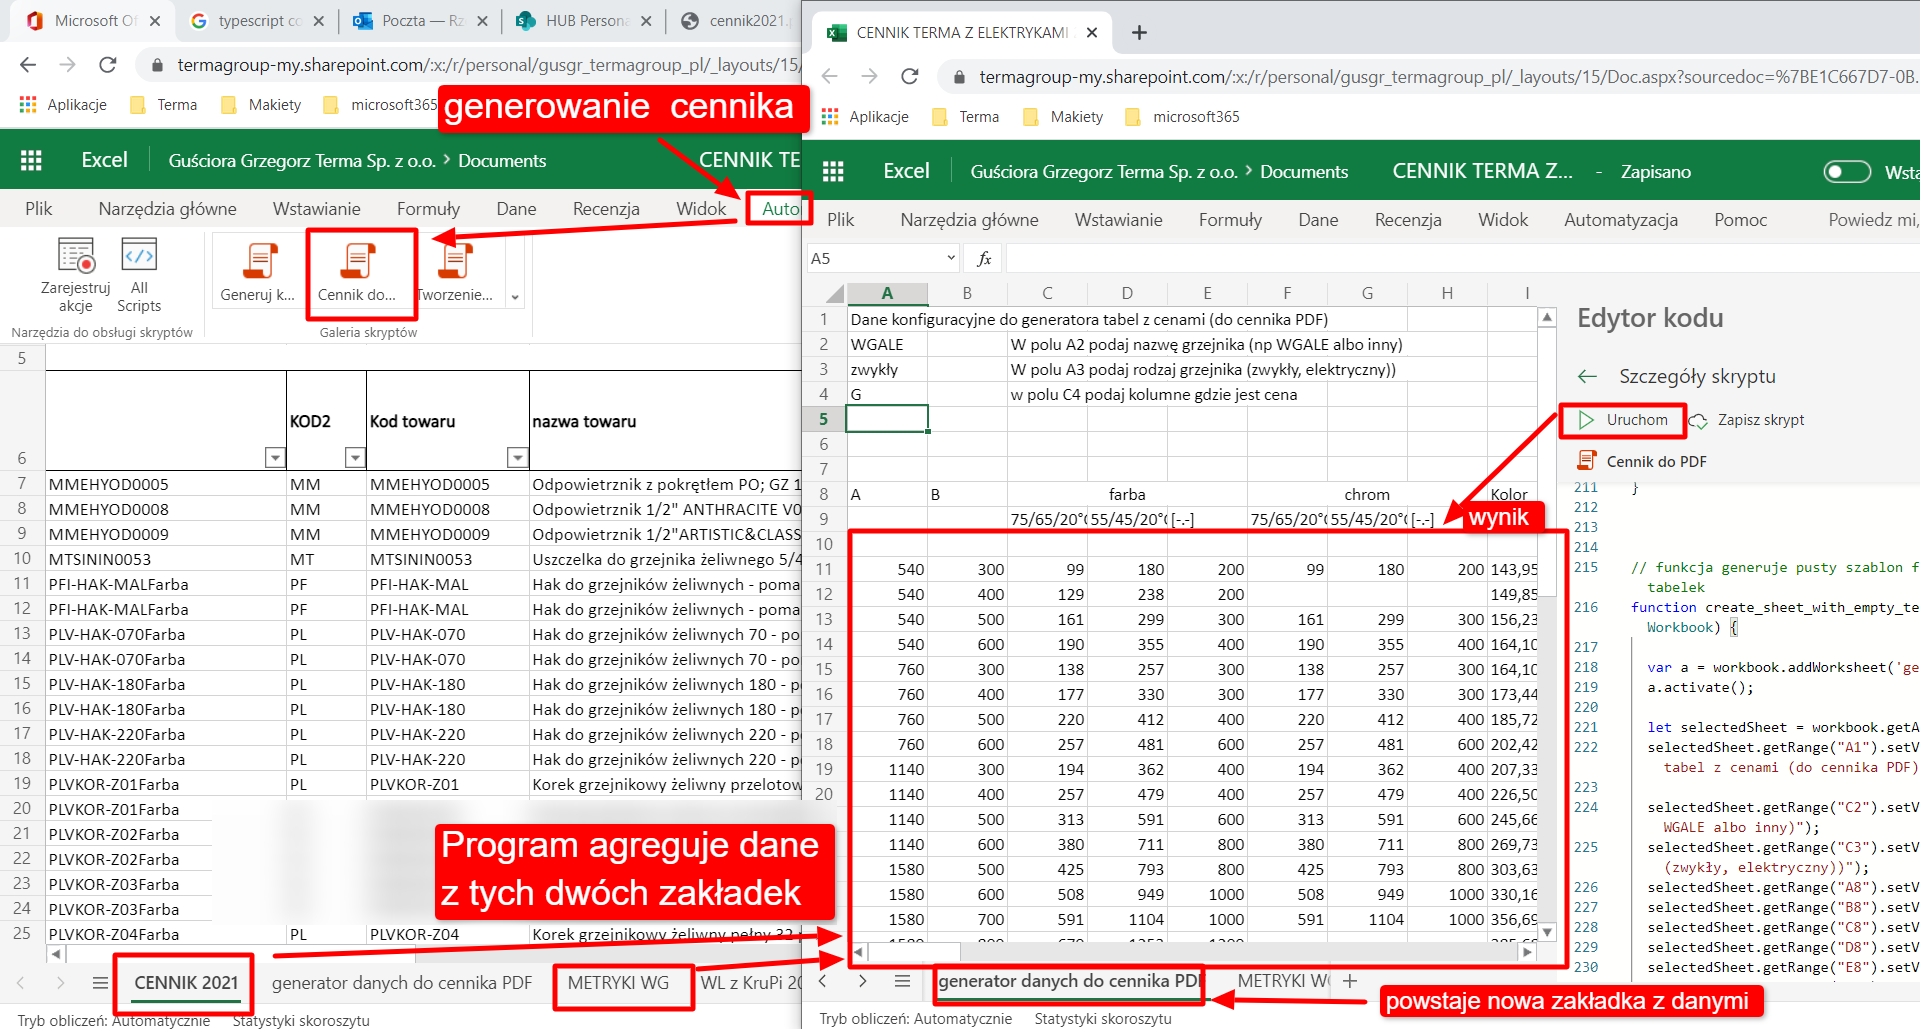 Microsoft Of
typescript co
Poczta — Rz
HUB Persona
cennik2021.p
termagroup-my.sharepoint.com/:x:/r/personal/gusgr_termagroup_pl/_layouts/15/
Aplikacje
Terma
Makiety
microsoft365
generowanie cennika
Excel
Guściora Grzegorz Terma Sp. z o.o. > Documents
CENNIK TE
Plik
Narzędzia główne
Wstawianie
Formuły
Dane
Recenzja
Widok
Auto
Zarejestruj akcje
All Scripts
Generuj k...
Cennik do...
Tworzenie...
Narzędzia do obsługi skryptów
Galeria skryptów
5
6 KOD2 Kod towaru nazwa towaru
7 MMEHYOD0005 MM MMEHYOD0005 Odpowietrznik z pokrętłem PO; GZ 1
8 MMEHYOD0008 MM MMEHYOD0008 Odpowietrznik 1/2" ANTHRACITE V0
9 MMEHYOD0009 MM MMEHYOD0009 Odpowietrznik 1/2"ARTISTIC&CLASS
10 MTSININ0053 MT MTSININ0053 Uszczelka do grzejnika żeliwnego 5/4
11 PFI-HAK-MALFarba PF PFI-HAK-MAL Hak do grzejników żeliwnych - poma
12 PFI-HAK-MALFarba PF PFI-HAK-MAL Hak do grzejników żeliwnych - poma
13 PLV-HAK-070Farba PL PLV-HAK-070 Hak do grzejników żeliwnych 70 - po
14 PLV-HAK-070Farba PL PLV-HAK-070 Hak do grzejników żeliwnych 70 - po
15 PLV-HAK-180Farba PL PLV-HAK-180 Hak do grzejników żeliwnych 180 - p
16 PLV-HAK-180Farba PL PLV-HAK-180 Hak do grzejników żeliwnych 180 - p
17 PLV-HAK-220Farba PL PLV-HAK-220 Hak do grzejników żeliwnych 220 - p
18 PLV-HAK-220Farba PL PLV-HAK-220 Hak do grzejników żeliwnych 220 - p
19 PLVKOR-Z01Farba PL PLVKOR-Z01 Korek grzejnikowy żeliwny przelotow
20 PLVKOR-Z01Farba
21 PLVKOR-Z02Farba
22 PLVKOR-Z02Farba
23 PLVKOR-Z03Farba
24 PLVKOR-Z03Farba
25 PLVKOR-Z04Farba PL PLVKOR-Z04 Korek grzejnikowy żeliwny pełny 32
Program agreguje dane
z tych dwóch zakładek
CENNIK 2021
generator danych do cennika PDF
METRYKI WG
WL z KruPi 20
Tryb obliczeń: Automatycznie
Statystyki skoroszytu
CENNIK TERMA Z ELEKTRYKAMI
termagroup-my.sharepoint.com/:x:/r/personal/gusgr_termagroup_pl/_layouts/15/Doc.aspx?sourcedoc=%7BE1C667D7-0B.
Aplikacje
Terma
Makiety
microsoft365
Excel
Guściora Grzegorz Terma Sp. z o.o. > Documents
CENNIK TERMA Z... - Zapisano
Wsta
Plik
Narzędzia główne
Wstawianie
Formuły
Dane
Recenzja
Widok
Automatyzacja
Pomoc
Powiedz mi,
A5
fx
A B C D E F G H I
1 Dane konfiguracyjne do generatora tabel z cenami (do cennika PDF)
2 WGALE W polu A2 podaj nazwę grzejnika (np WGALE albo inny)
3 zwykły W polu A3 podaj rodzaj grzejnika (zwykły, elektryczny))
4 G w polu C4 podaj kolumne gdzie jest cena
5
6
7
8 A B farba chrom Kolor
9 75/65/20° 55/45/20° [-.-] 75/65/20° 55/45/20° [-.-]
wynik
10
11 540 300 99 180 200 99 180 200 143,95
12 540 400 129 238 200 149,85
13 540 500 161 299 300 161 299 300 156,23
14 540 600 190 355 400 190 355 400 164,10
15 760 300 138 257 300 138 257 300 164,10
16 760 400 177 330 300 177 330 300 173,44
17 760 500 220 412 400 220 412 400 185,72
18 760 600 257 481 600 257 481 600 202,42
19 1140 300 194 362 400 194 362 400 207,33
20 1140 400 257 479 400 257 479 400 226,50
1140 500 313 591 600 313 591 600 245,66
1140 600 380 711 800 380 711 800 269,73
1580 500 425 793 800 425 793 800 303,63
1580 600 508 949 1000 508 949 1000 330,16
1580 700 591 1104 1000 591 1104 1000 356,69
generator danych do cennika PDF
METRYKI W
powstaje nowa zakładka z danymi
Tryb obliczeń: Automatycznie
Statystyki skoroszytu
Edytor kodu
Szczegóły skryptu
Uruchom
Zapisz skrypt
Cennik do PDF
211 }
212
213
214
215 // funkcja generuje pusty szablon f
tabelek
216 function create_sheet_with_empty_te
Workbook) {
217
218 var a = workbook.addWorksheet('ge
219 a.activate();
220
221 let selectedSheet = workbook.getA
222 selectedSheet.getRange("A1").setV
tabel z cenami (do cennika PDF)
223
224 selectedSheet.getRange("C2").setV
WGALE albo inny)");
225 selectedSheet.getRange("C3").setV
(zwykły, elektryczny))");
226 selectedSheet.getRange("A8").setV
227 selectedSheet.getRange("B8").setV
228 selectedSheet.getRange("C8").setV
229 selectedSheet.getRange("D8").setV
230 selectedSheet.getRange("E8").setV